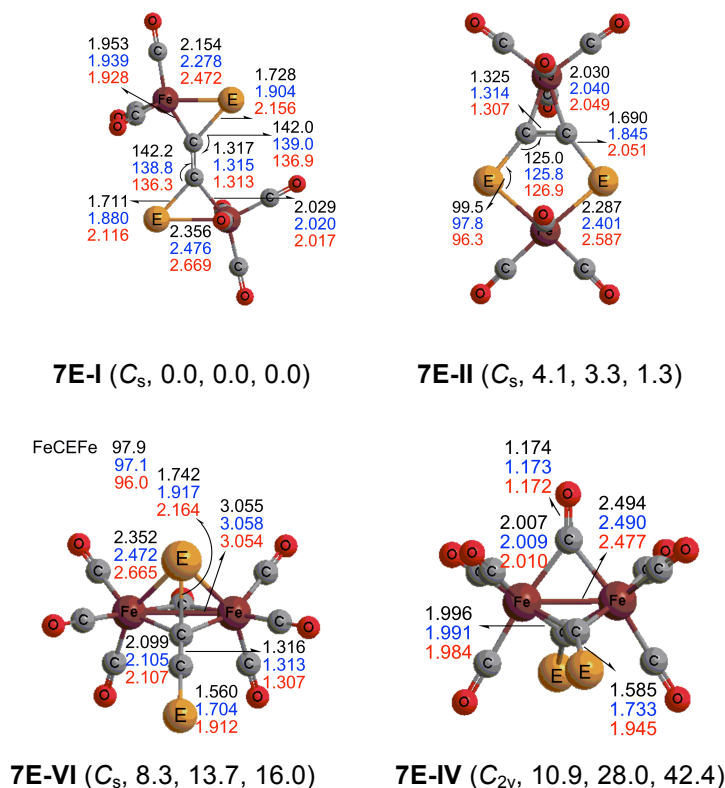 O
C
1.953
1.939
1.928
2.154
2.278
2.472
1.728
1.904
2.156
Fe
E
O
C
C
142.0
139.0
136.9
142.2
138.8
136.3
1.317
1.315
1.313
C
O
C
1.711
1.880
2.116
E
2.356
2.476
2.669
2.029
2.020
2.017
C
O
7E-I (Cs, 0.0, 0.0, 0.0)
O
O
C
C
O
C
1.325
1.314
1.307
2.030
2.040
2.049
C
C
1.690
1.845
2.051
E
E
125.0
125.8
126.9
99.5
97.8
96.3
2.287
2.401
2.587
O
C
C
O
O
7E-II (Cs, 4.1, 3.3, 1.3)
FeCEFe
97.9
97.1
96.0
1.742
1.917
2.164
3.055
3.058
3.054
2.352
2.472
2.665
E
O
C
C
O
O
C
Fe
Fe
C
O
C
2.099
2.105
2.107
1.316
1.313
1.307
C
C
C
O
O
1.560
1.704
1.912
E
7E-VI (Cs, 8.3, 13.7, 16.0)
1.174
1.173
1.172
O
2.007
2.009
2.010
C
2.494
2.490
2.477
O
O
C
C
O
O
Fe
Fe
1.996
1.991
1.984
C
C
C
C
E
E
O
O
1.585
1.733
1.945
7E-IV (C2v, 10.9, 28.0, 42.4)